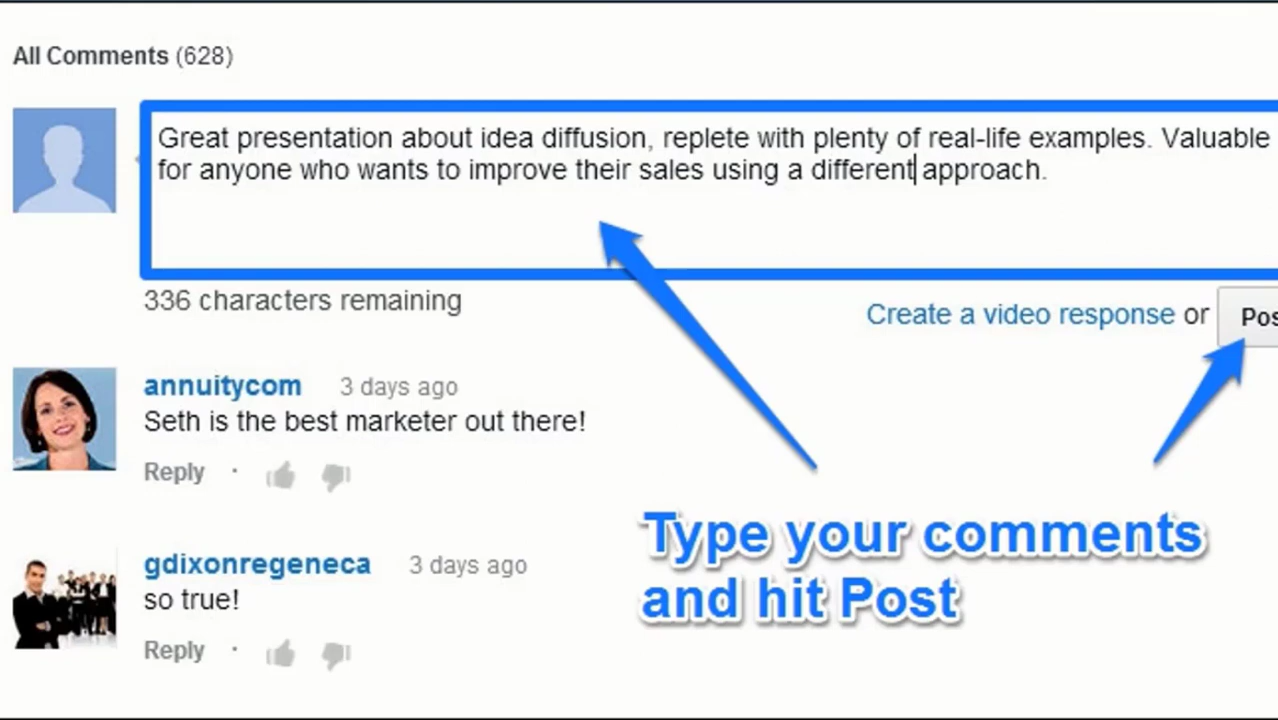 All Comments (628)
Great presentation about idea diffusion, replete with plenty of real-life examples. Valuable
for anyone who wants to improve their sales using a different approach.
336 characters remaining
Create a video response or Pos
annuitycom 3 days ago
Seth is the best marketer out there!
Reply ·
gdixonregeneca 3 days ago
so true!
Reply ·
Type your comments
and hit Post